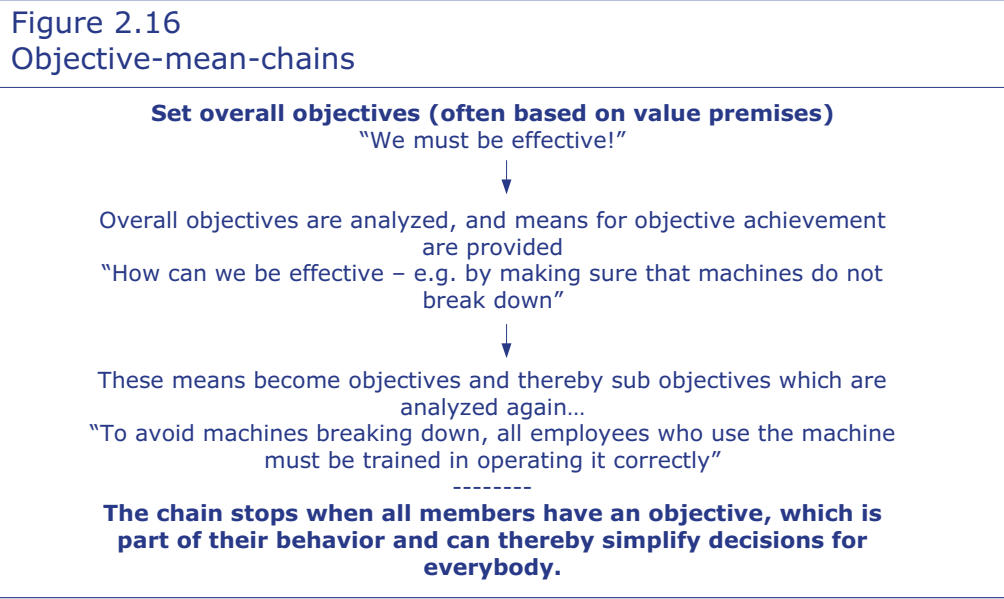 Figure 2.16
Objective-mean-chains
Set overall objectives (often based on value premises)
“We must be effective!”
Overall objectives are analyzed, and means for objective achievement
are provided
“How can we be effective – e.g. by making sure that machines do not
break down”
These means become objectives and thereby sub objectives which are
analyzed again…
“To avoid machines breaking down, all employees who use the machine
must be trained in operating it correctly”
--------
The chain stops when all members have an objective, which is
part of their behavior and can thereby simplify decisions for
everybody.